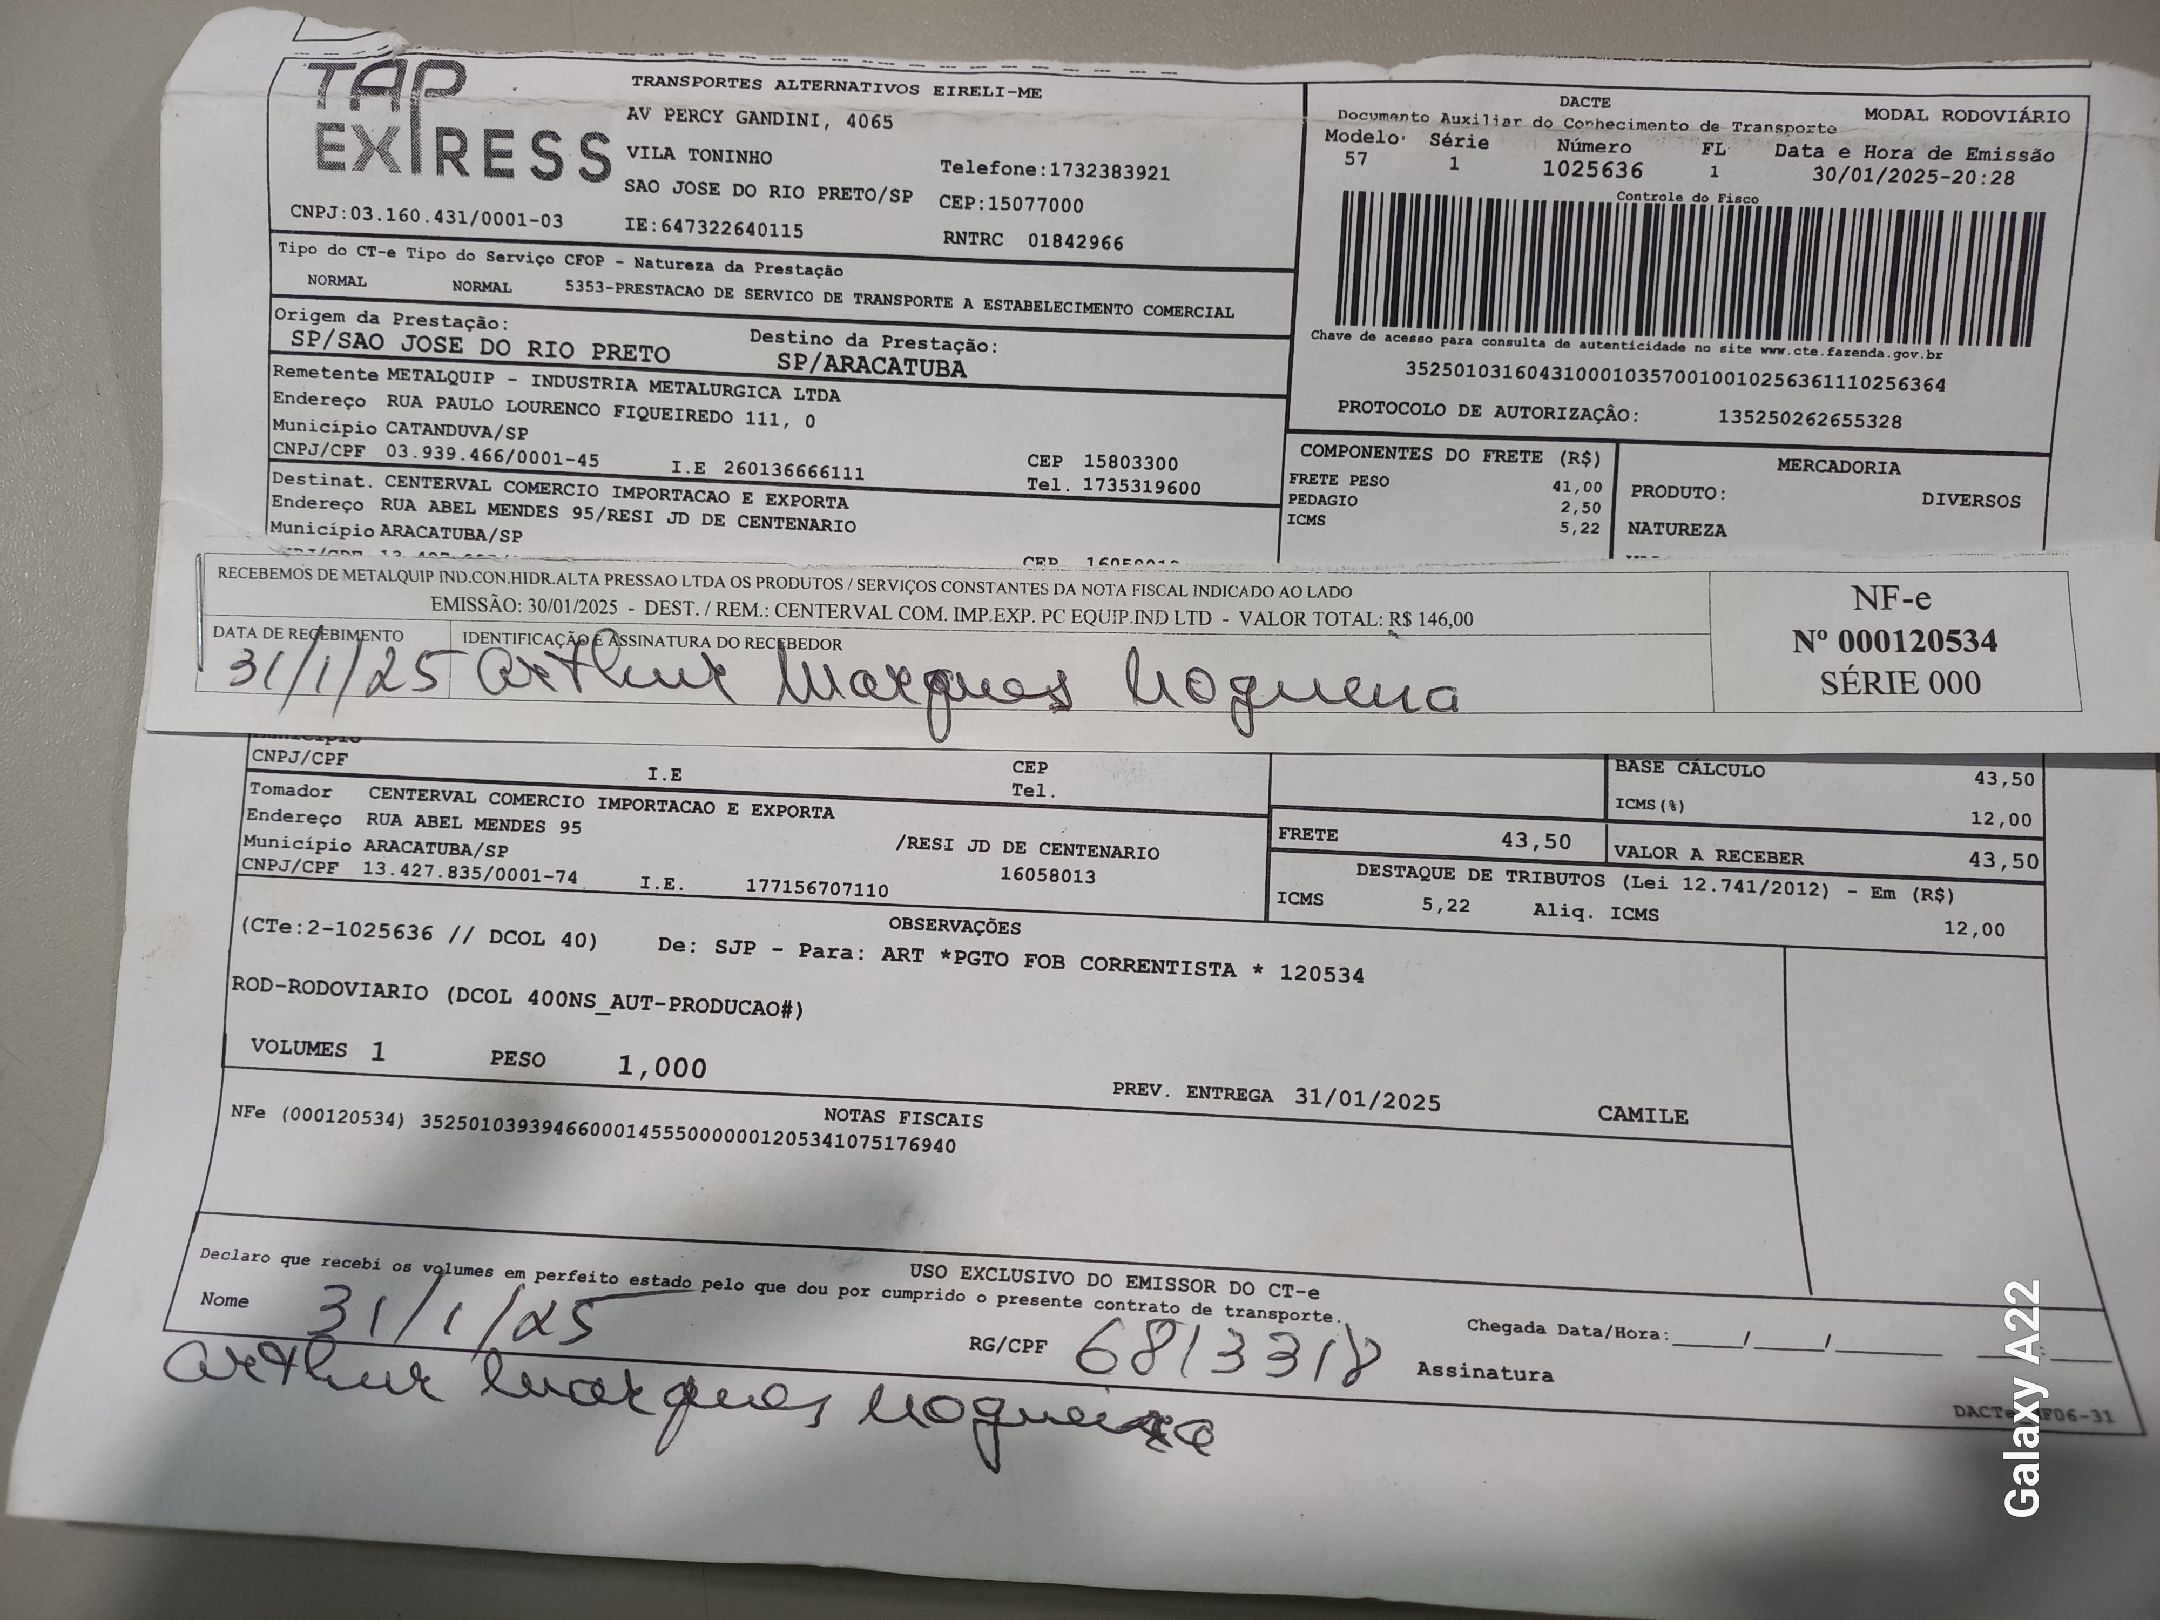 TAP
EXPRESS
TRANSPORTES ALTERNATIVOS EIRELI-ME
AV PERCY GANDINI, 4065
VILA TONINHO
Telefone:1732383921
SAO JOSE DO RIO PRETO/SP CEP:15077000
CNPJ:03.160.431/0001-03 IE:647322640115 RNTRC 01842966
DACTE MODAL RODOVIÁRIO
Documento Auxiliar do Conhecimento de Transporte
Modelo Série Número FL Data e Hora de Emissão
57 1 1025636 1 30/01/2025-20:28
Controle do Fisco
Chave de acesso para consulta de autenticidade no site www.cte.fazenda.gov.br
35250103160431000103570010010256361110256364
PROTOCOLO DE AUTORIZAÇÃO: 135250262655328
Tipo do CT-e Tipo do Serviço CFOP - Natureza da Prestação
NORMAL NORMAL 5353-PRESTACAO DE SERVICO DE TRANSPORTE A ESTABELECIMENTO COMERCIAL
Origem da Prestação: Destino da Prestação:
SP/SAO JOSE DO RIO PRETO SP/ARACATUBA
Remetente METALQUIP - INDUSTRIA METALURGICA LTDA
Endereço RUA PAULO LOURENCO FIQUEIREDO 111, 0
Município CATANDUVA/SP CEP 15803300
CNPJ/CPF 03.939.466/0001-45 I.E 260136666111 Tel. 1735319600
Destinat. CENTERVAL COMERCIO IMPORTACAO E EXPORTA
Endereço RUA ABEL MENDES 95/RESI JD DE CENTENARIO
Município ARACATUBA/SP
CEP
COMPONENTES DO FRETE (R$)
FRETE PESO 41,00
PEDAGIO 2,50
ICMS 5,22
MERCADORIA
PRODUTO: DIVERSOS
NATUREZA
RECEBEMOS DE METALQUIP IND.CON.HIDR.ALTA PRESSAO LTDA OS PRODUTOS / SERVIÇOS CONSTANTES DA NOTA FISCAL INDICADO AO LADO
EMISSÃO: 30/01/2025 - DEST. / REM.: CENTERVAL COM. IMP.EXP. PC EQUIP.IND LTD - VALOR TOTAL: R$ 146,00
DATA DE RECEBIMENTO IDENTIFICAÇÃO E ASSINATURA DO RECEBEDOR
31/1/25 Arthur Marques Nogueira
NF-e
Nº 000120534
SÉRIE 000
Município
CNPJ/CPF I.E CEP
Tel.
Tomador CENTERVAL COMERCIO IMPORTACAO E EXPORTA
Endereço RUA ABEL MENDES 95 /RESI JD DE CENTENARIO
Município ARACATUBA/SP 16058013
CNPJ/CPF 13.427.835/0001-74 I.E. 177156707110
BASE CÁLCULO 43,50
ICMS(%) 12,00
FRETE 43,50 VALOR A RECEBER 43,50
DESTAQUE DE TRIBUTOS (Lei 12.741/2012) - Em (R$)
ICMS 5,22 Aliq. ICMS 12,00
OBSERVAÇÕES
(CTe:2-1025636 // DCOL 40) De: SJP - Para: ART *PGTO FOB CORRENTISTA * 120534
ROD-RODOVIARIO (DCOL 400NS_AUT-PRODUCAO#)
VOLUMES 1 PESO 1,000 PREV. ENTREGA 31/01/2025 CAMILE
NOTAS FISCAIS
NFe (000120534) 35250103939466000145550000001205341075176940
USO EXCLUSIVO DO EMISSOR DO CT-e
Declaro que recebi os volumes em perfeito estado pelo que dou por cumprido o presente contrato de transporte.
Nome 31/1/25 RG/CPF Assinatura Chegada Data/Hora:____/____/______ ____
Arthur Marques Nogueira
Galaxy A22